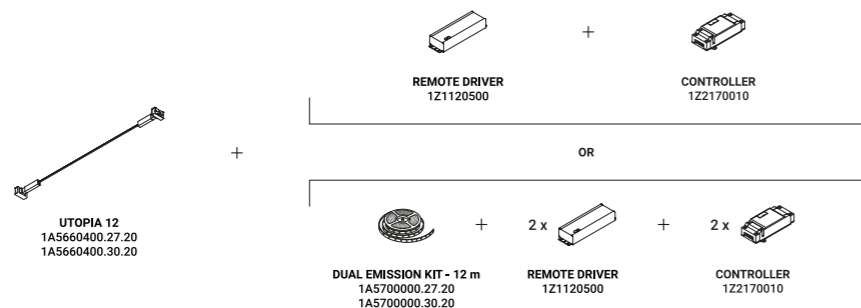 +
REMOTE DRIVER
1Z1120500
CONTROLLER
1Z2170010
+
OR
UTOPIA 12
1A5660400.27.20
1A5660400.30.20
+
2 x
+
2 x
DUAL EMISSION KIT - 12 m
1A5700000.27.20
1A5700000.30.20
REMOTE DRIVER
1Z1120500
CONTROLLER
1Z2170010